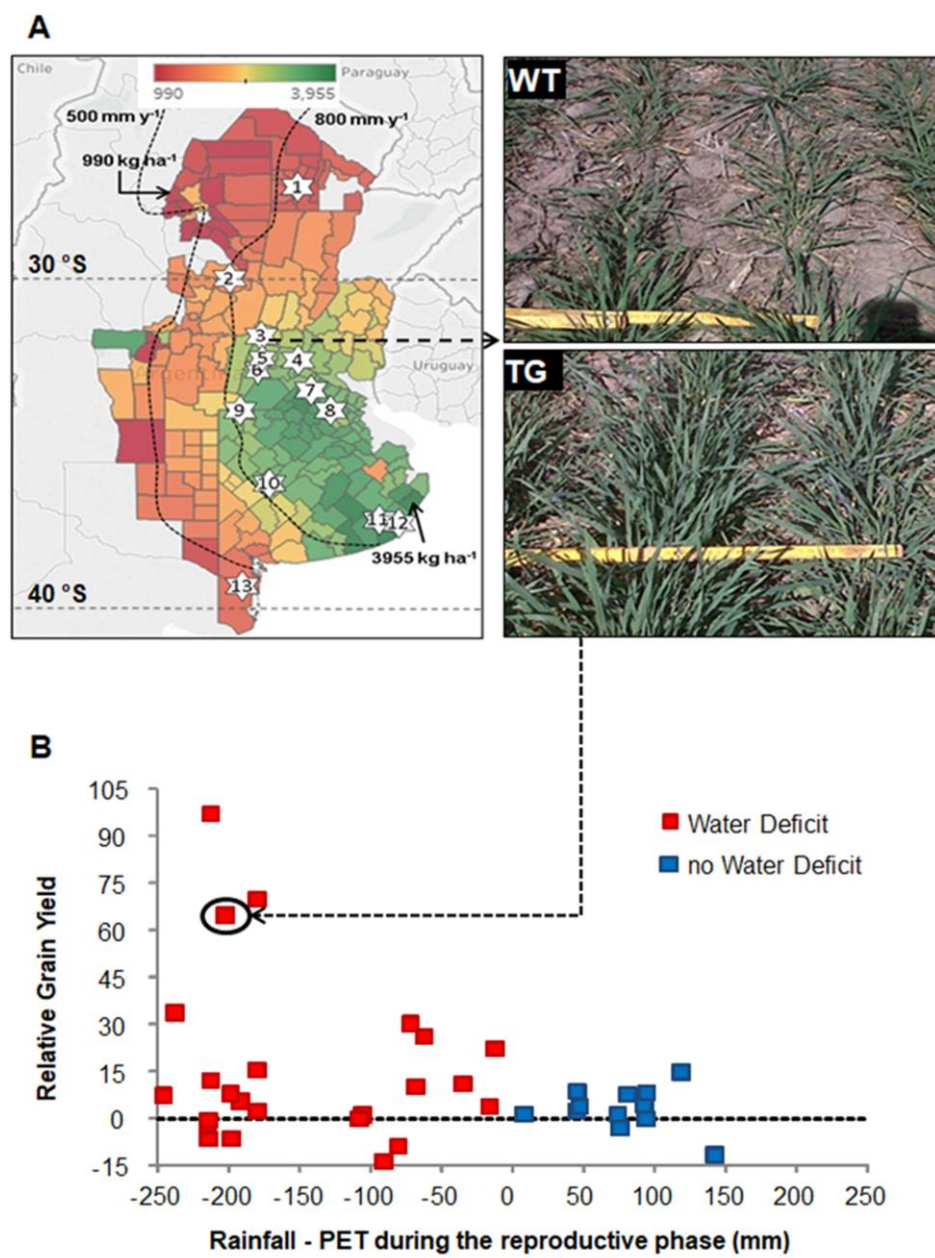 A
Chile
Paraguay
990
3,955
500 mm y⁻¹
800 mm y⁻¹
990 kg ha⁻¹
1
30 °S
2
3
5
4
6
7
9
8
Uruguay
10
11
12
3955 kg ha⁻¹
13
40 °S
WT
TG
B
Relative Grain Yield
105
90
75
60
45
30
15
0
-15
Water Deficit
no Water Deficit
-250
-200
-150
-100
-50
0
50
100
150
200
250
Rainfall - PET during the reproductive phase (mm)